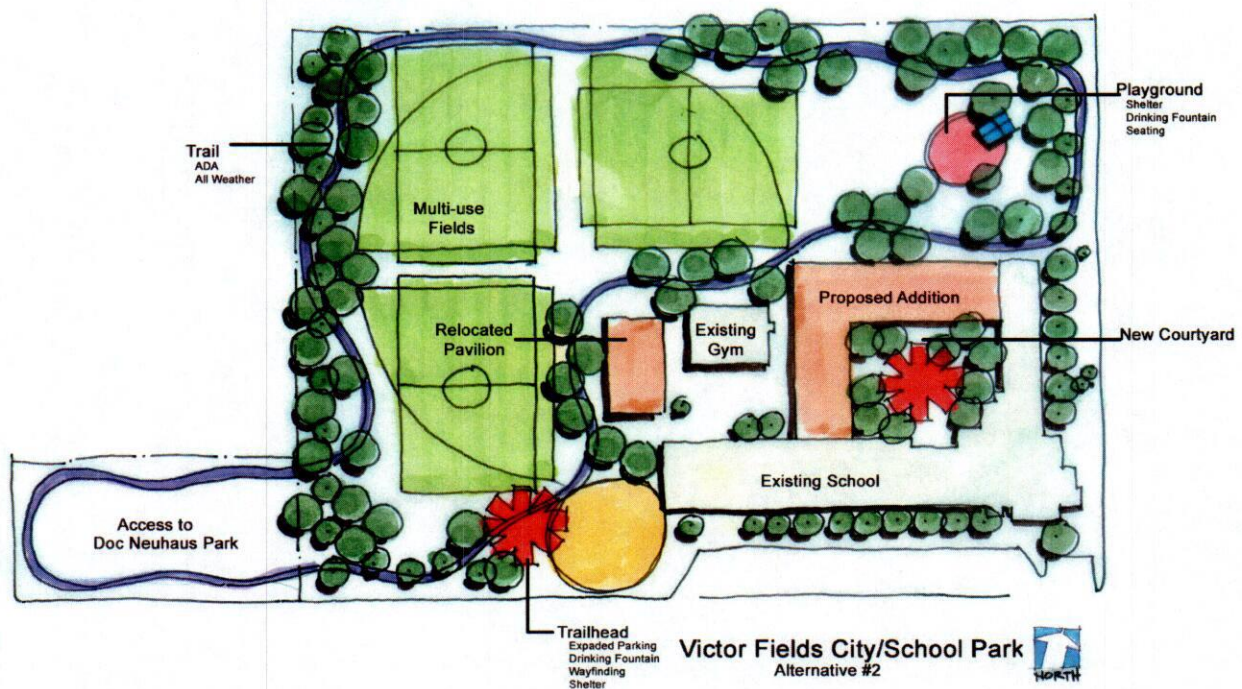 Playground
Shelter
Drinking Fountain
Seating
Trail
ADA
All Weather
Multi-use
Fields
Proposed Addition
Relocated
Pavilion
Existing
Gym
New Courtyard
Existing School
Access to
Doc Neuhaus Park
Trailhead
Expaded Parking
Drinking Fountain
Wayfinding
Shelter
Victor Fields City/School Park
Alternative #2
NORTH